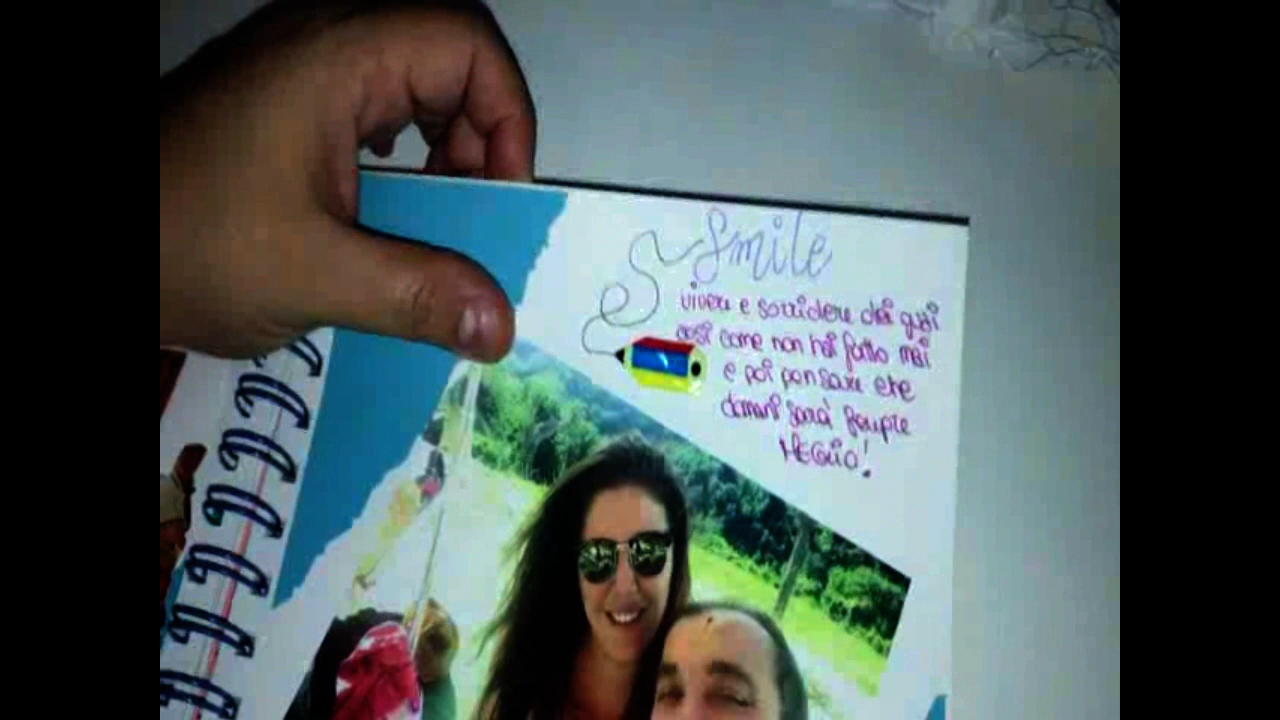 Smile
vivere e sorridere dei guai
così come non hai fatto mai
e poi pensare che
domani sarà sempre
MEGLIO!